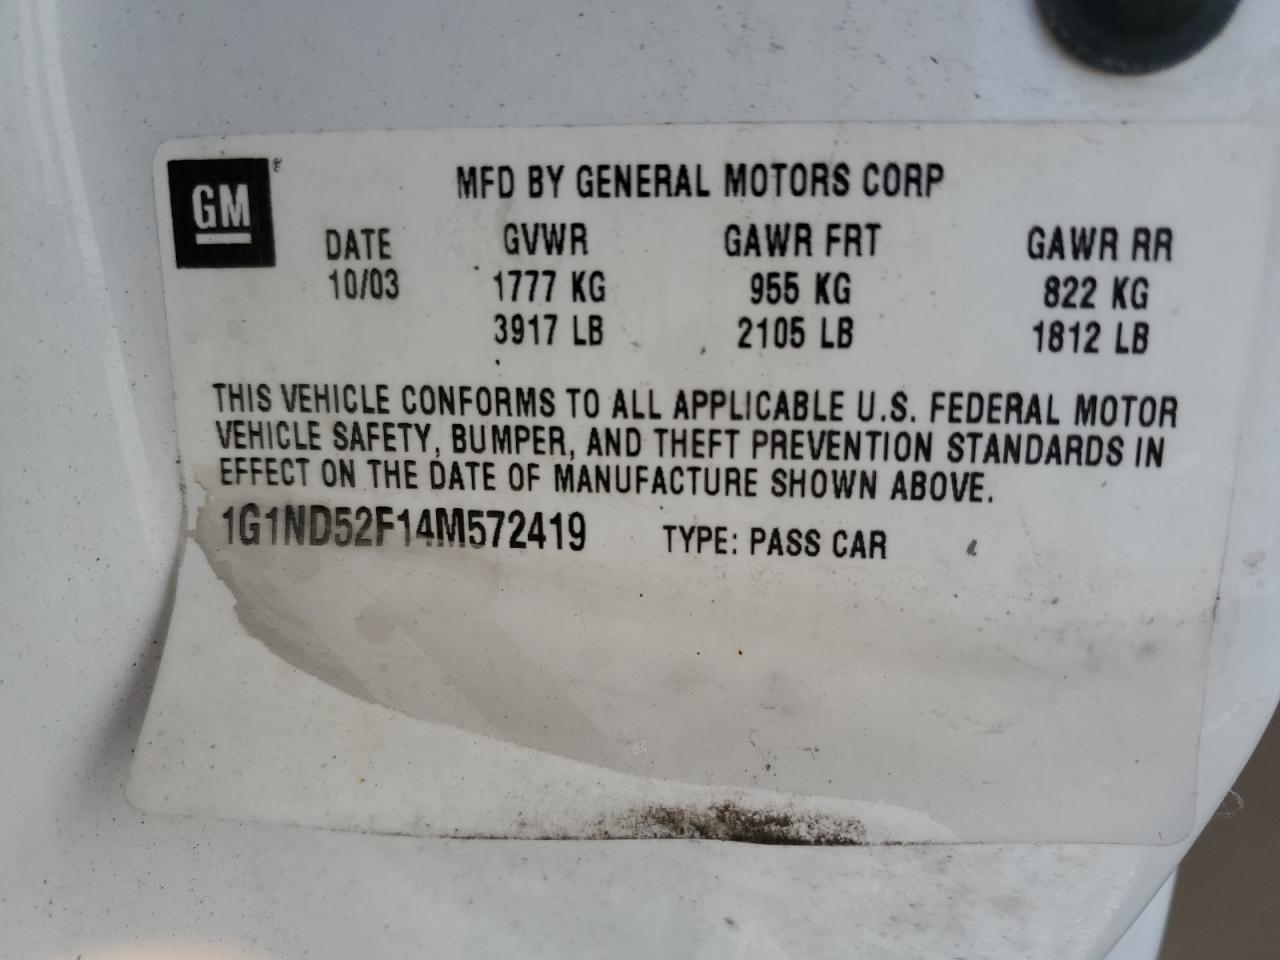 GM
MFD BY GENERAL MOTORS CORP
DATE GVWR GAWR FRT GAWR RR
10/03 1777 KG 955 KG 822 KG
3917 LB 2105 LB 1812 LB
THIS VEHICLE CONFORMS TO ALL APPLICABLE U.S. FEDERAL MOTOR
VEHICLE SAFETY, BUMPER, AND THEFT PREVENTION STANDARDS IN
EFFECT ON THE DATE OF MANUFACTURE SHOWN ABOVE.
1G1ND52F14M572419 TYPE: PASS CAR